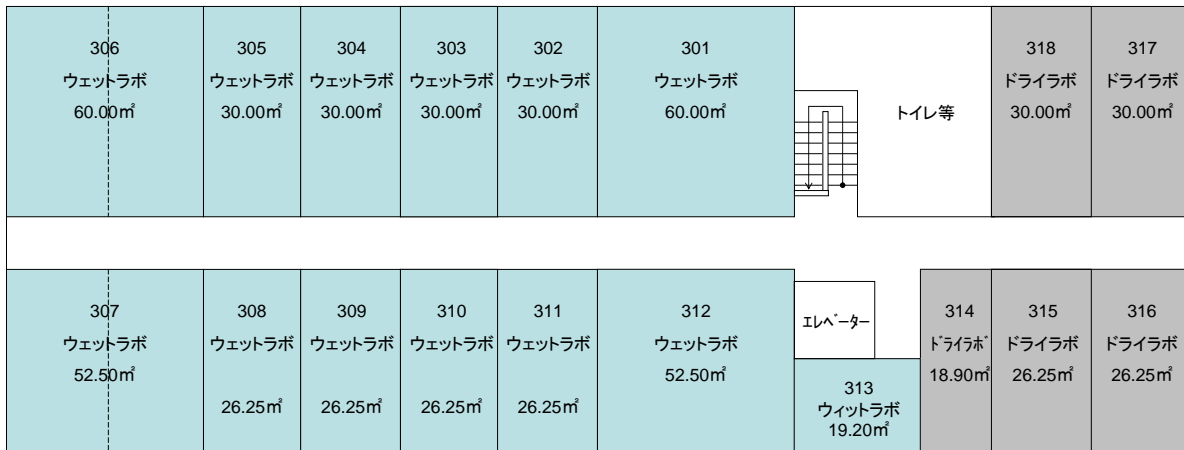 306
ウェットラボ
60.00㎡
305
ウェットラボ
30.00㎡
304
ウェットラボ
30.00㎡
303
ウェットラボ
30.00㎡
302
ウェットラボ
30.00㎡
301
ウェットラボ
60.00㎡
トイレ等
318
ドライラボ
30.00㎡
317
ドライラボ
30.00㎡
307
ウェットラボ
52.50㎡
308
ウェットラボ
26.25㎡
309
ウェットラボ
26.25㎡
310
ウェットラボ
26.25㎡
311
ウェットラボ
26.25㎡
312
ウェットラボ
52.50㎡
エレベーター
313
ウィットラボ
19.20㎡
314
ドライラボ
18.90㎡
315
ドライラボ
26.25㎡
316
ドライラボ
26.25㎡